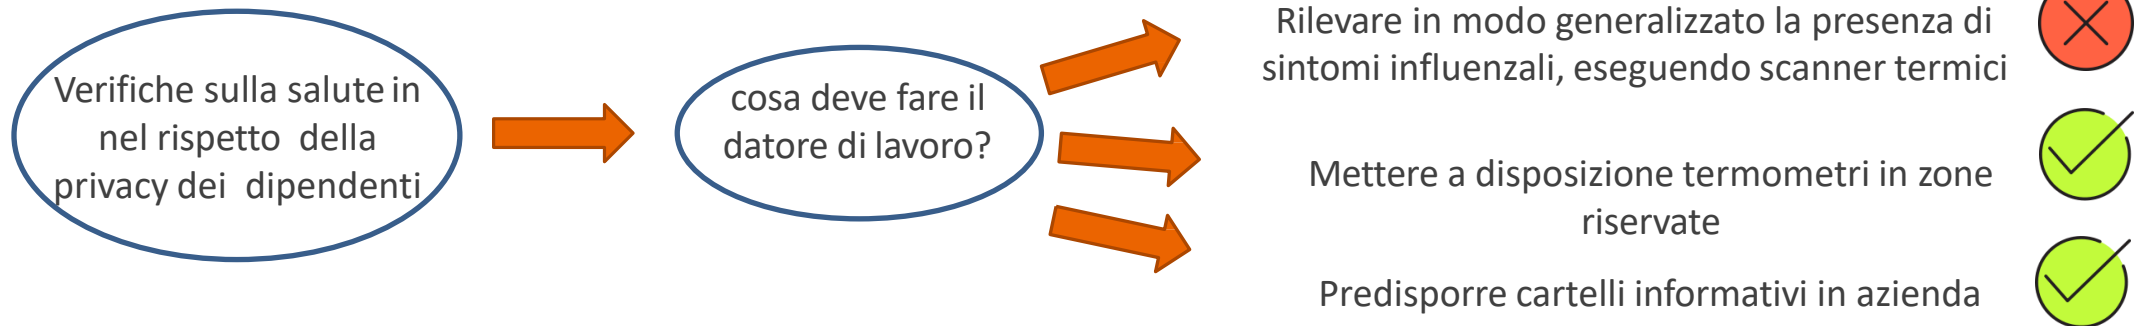 Verifiche sulla salute in
nel rispetto della
privacy dei dipendenti
cosa deve fare il
datore di lavoro?
Rilevare in modo generalizzato la presenza di
sintomi influenzali, eseguendo scanner termici
Mettere a disposizione termometri in zone
riservate
Predisporre cartelli informativi in azienda